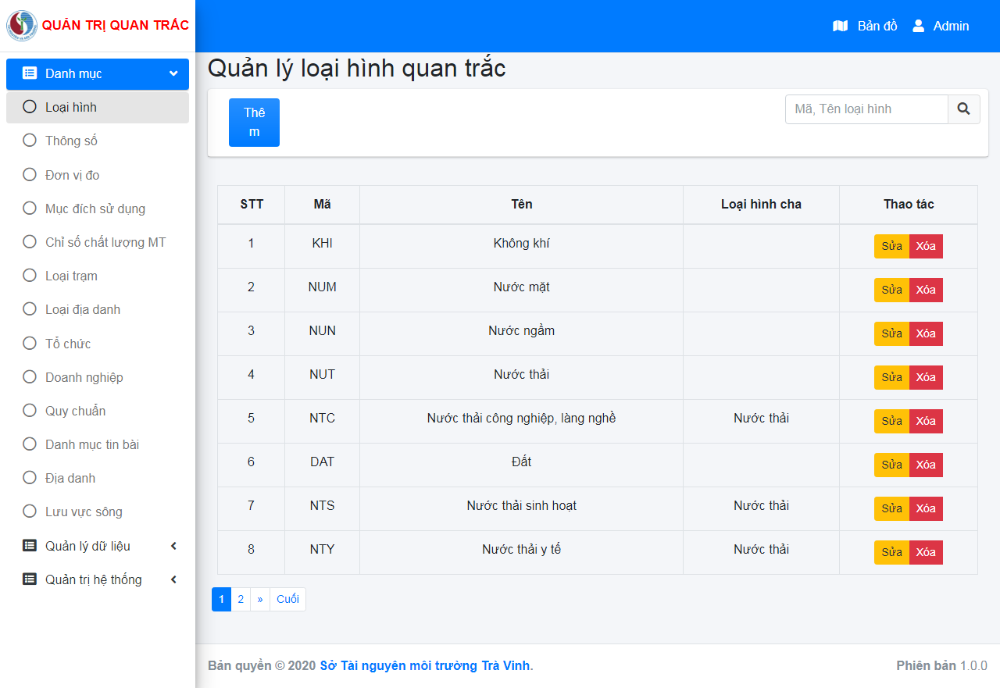 QUẢN TRỊ QUAN TRẮC
Bản đồ
Admin
Danh mục
Loại hình
Thông số
Đơn vị đo
Mục đích sử dụng
Chỉ số chất lượng MT
Loại trạm
Loại địa danh
Tổ chức
Doanh nghiệp
Quy chuẩn
Danh mục tin bài
Địa danh
Lưu vực sông
Quản lý dữ liệu
Quản trị hệ thống
Quản lý loại hình quan trắc
Thê
m
Mã, Tên loại hình
STT Mã Tên Loại hình cha Thao tác
1 KHI Không khí Sửa Xóa
2 NUM Nước mặt Sửa Xóa
3 NUN Nước ngầm Sửa Xóa
4 NUT Nước thải Sửa Xóa
5 NTC Nước thải công nghiệp, làng nghề Nước thải Sửa Xóa
6 DAT Đất Sửa Xóa
7 NTS Nước thải sinh hoạt Nước thải Sửa Xóa
8 NTY Nước thải y tế Nước thải Sửa Xóa
1 2 » Cuối
Bản quyền © 2020 Sở Tài nguyên môi trường Trà Vinh.
Phiên bản 1.0.0